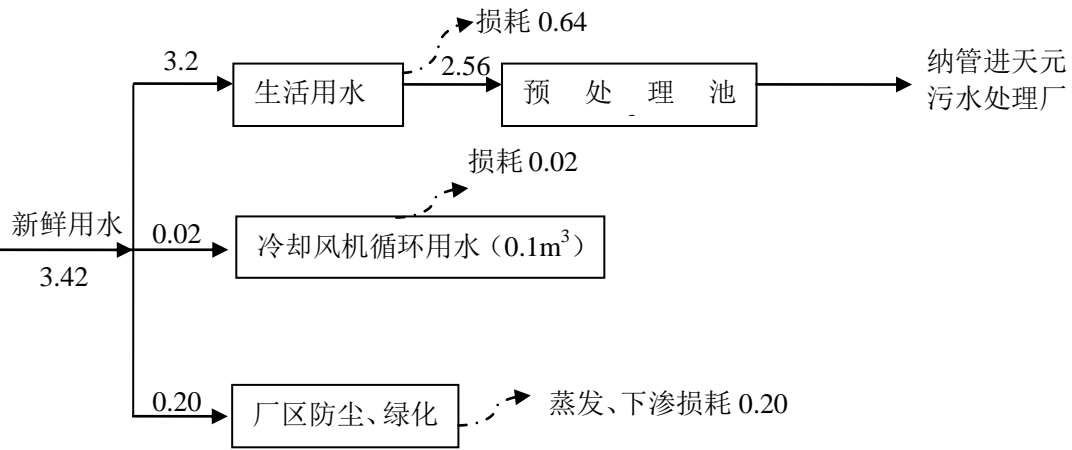 损耗 0.64
3.2
生活用水
2.56
预处理池
纳管进天元
污水处理厂
损耗 0.02
新鲜用水
3.42
0.02
冷却风机循环用水（0.1m³）
0.20
厂区防尘、绿化
蒸发、下渗损耗 0.20